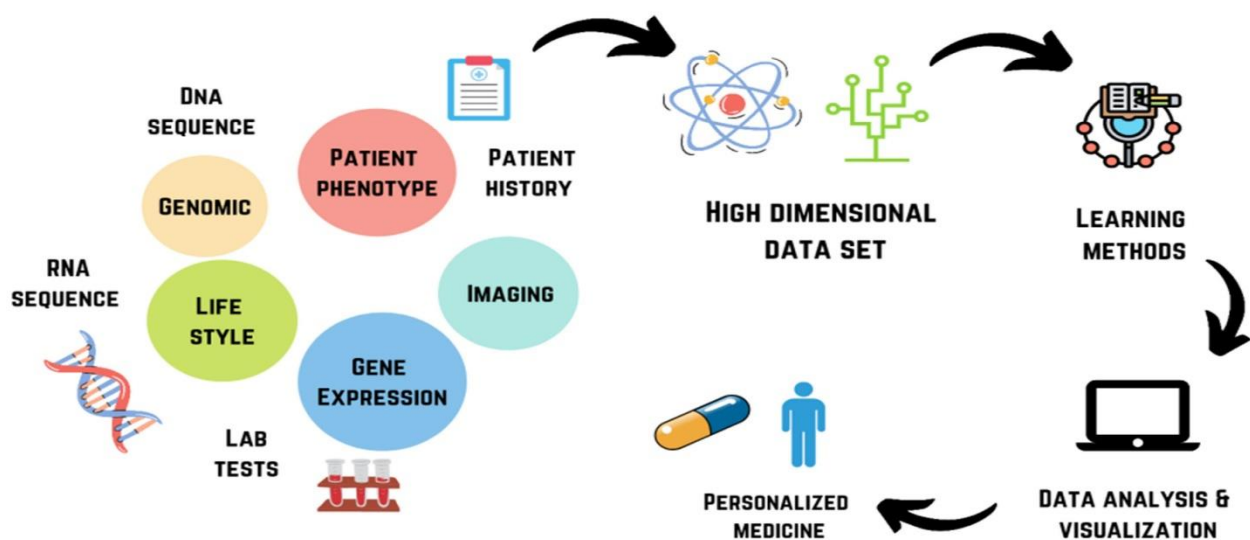 DNA
SEQUENCE
PATIENT
PHENOTYPE
PATIENT
HISTORY
GENOMIC
RNA
SEQUENCE
LIFE
STYLE
IMAGING
GENE
EXPRESSION
LAB
TESTS
HIGH DIMENSIONAL
DATA SET
LEARNING
METHODS
DATA ANALYSIS &
VISUALIZATION
PERSONALIZED
MEDICINE